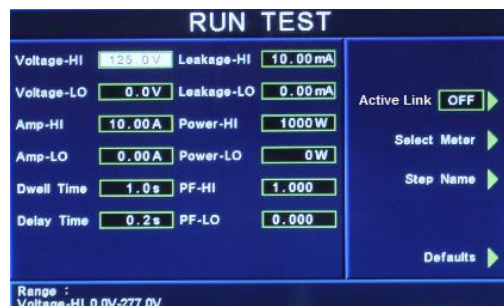 RUN TEST
Voltage-HI 125.0V Leakage-HI 10.00mA
Voltage-LO 0.0V Leakage-LO 0.00mA
Active Link OFF
Amp-HI 10.00A Power-HI 1000W
Select Meter
Amp-LO 0.00A Power-LO 0W
Step Name
Dwell Time 1.0s PF-HI 1.000
Delay Time 0.2s PF-LO 0.000
Defaults
Range :
Voltage-HI 0.0V-277.0V